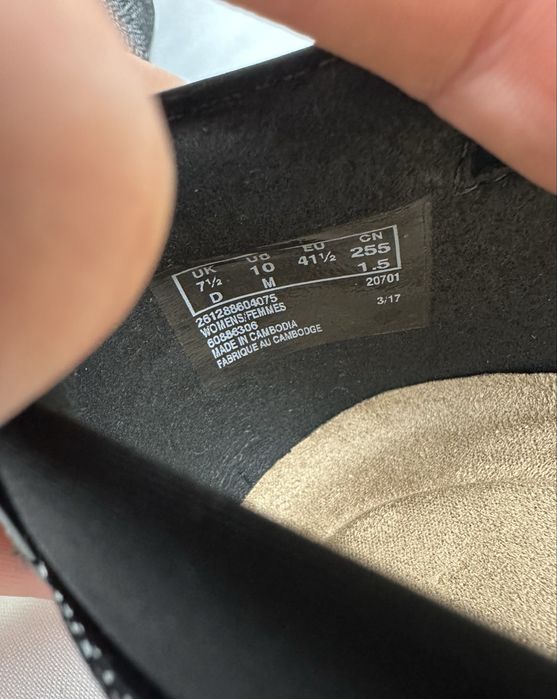 UK US EU CN
7½ 10 41½ 255
D M 1.5
261288604075 20701
WOMENS/FEMMES 3/17
60886306
MADE IN CAMBODIA
FABRIQUE AU CAMBODGE